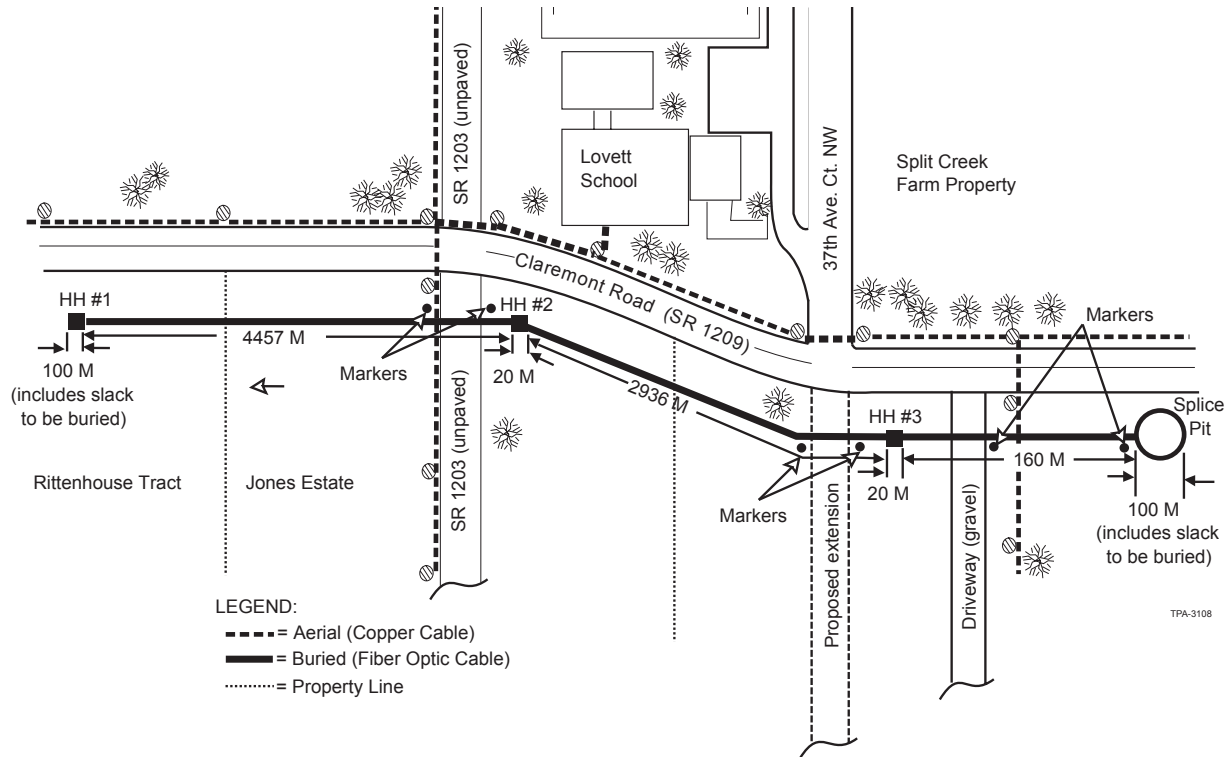 SR 1203 (unpaved)
Lovett
School
37th Ave. Ct. NW
Split Creek
Farm Property
Claremont Road (SR 1209)
HH #1
HH #2
Markers
4457 M
Markers
100 M
(includes slack
to be buried)
20 M
2936 M
SR 1203 (unpaved)
HH #3
Splice
Pit
160 M
20 M
Rittenhouse Tract
Jones Estate
Markers
100 M
(includes slack
to be buried)
Proposed extension
Driveway (gravel)
LEGEND:
= Aerial (Copper Cable)
= Buried (Fiber Optic Cable)
= Property Line
TPA-3108